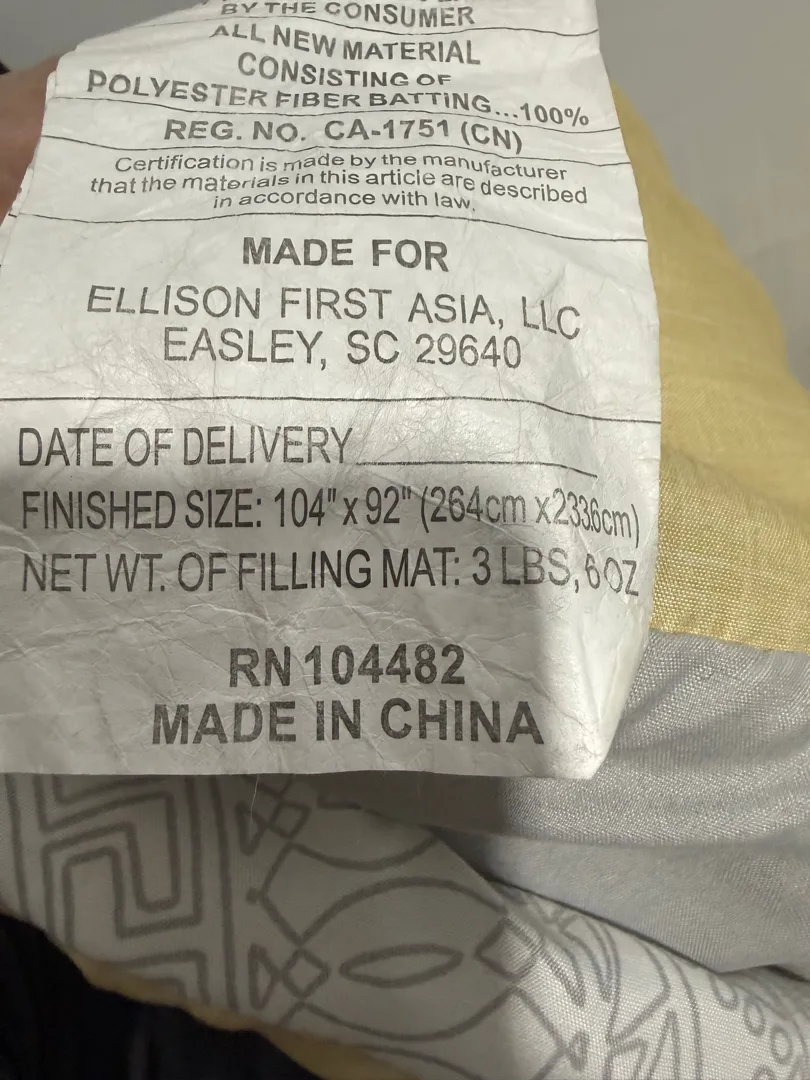 BY THE CONSUMER
ALL NEW MATERIAL
CONSISTING OF
POLYESTER FIBER BATTING...100%
REG. NO. CA-1751 (CN)
Certification is made by the manufacturer
that the materials in this article are described
in accordance with law.
MADE FOR
ELLISON FIRST ASIA, LLC
EASLEY, SC 29640
DATE OF DELIVERY
FINISHED SIZE: 104" x 92" (264cm x2336cm)
NET WT. OF FILLING MAT: 3 LBS, 6 OZ
RN 104482
MADE IN CHINA